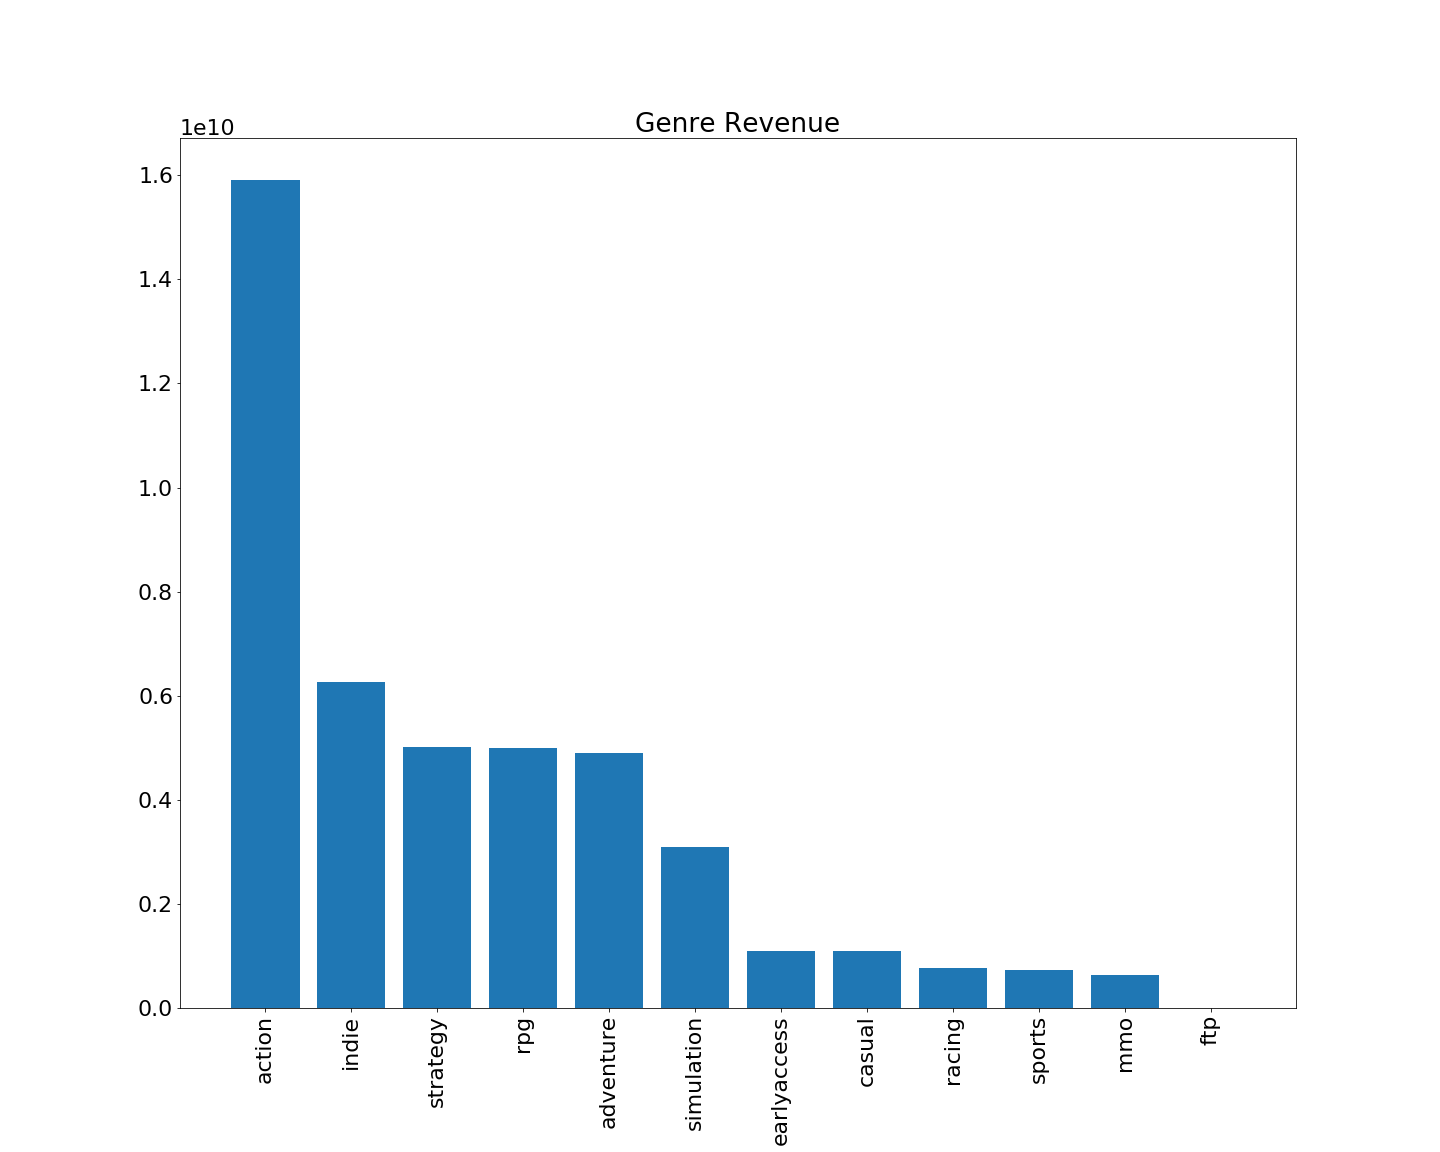 Genre Revenue
1e10
1.6
1.4
1.2
1.0
0.8
0.6
0.4
0.2
0.0
action
indie
strategy
rpg
adventure
simulation
earlyaccess
casual
racing
sports
mmo
ftp